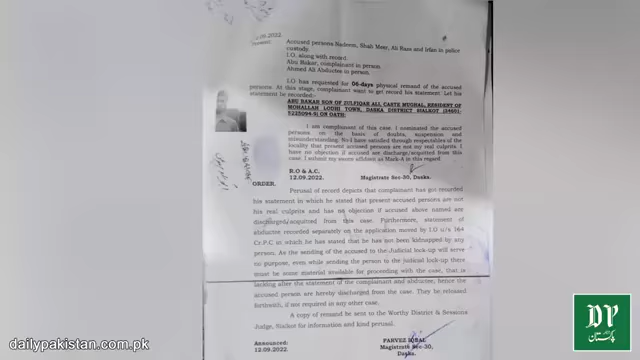 .09.2022.
Present:
Accused persons Nadeem, Shah Meer, Ali Raza and Irfan in police
custody.
I.O. along with record.
Abu Bakar, complainant in person
Ahmed Ali Abductee in person.
I.O has requested for 06-days physical remand of the accused
persons. At this stage, complainant want to get record his statement. Let his
statement be recorded:-
ABU BAKAR SON OF ZULFIQAR ALI, CASTE MUGHAL, RESIDENT OF
MOHALLAH LODHI TOWN, DASKA DISTRICT SIALKOT (34601-
ON OATH:
I am complainant of this case. I nominated the accused
persons on the basis of doubts, suspension and
misunderstanding. No I have satisfied through respectables of the
locality that present accused persons are not my real culprits. I
have no objection if accused are discharge/acquitted from this
case. I submit my sworn affidavit as Mark-A in this regard
R.O & A.C.
12.09.2022. Magistrate Sec-30, Daska.
ORDER.
Perusal of record depicts that complainant has got recorded
his statement in which he stated that present accused persons are not
his real culprits and has no objection if accused above named are
discharged/acquitted from this case. Furthermore, statement of
abductee recorded separately on the application moved by I.O u/s 164
Cr.P.C in which he has stated that he has not been kidnapped by any
person. As the sending of the accused to the Judicial lock-up will serve
no purpose, even while sending the person to the judicial lock-up there
must be some material available for proceeding with the case, that is
lacking after the statement of the complainant and abductee; hence
the accused person are hereby discharged from the case. They be released
forthwith, if not required in any other case.
A copy of remand be sent to the Worthy District & Sessions
Judge, Sialkot for information and kind perusal.
Announced:
12.09.2022.
PARVEZ IQBAL
Magistrate Sec-30,
Daska.
dailypakistan.com.pk
DP
پاکستان